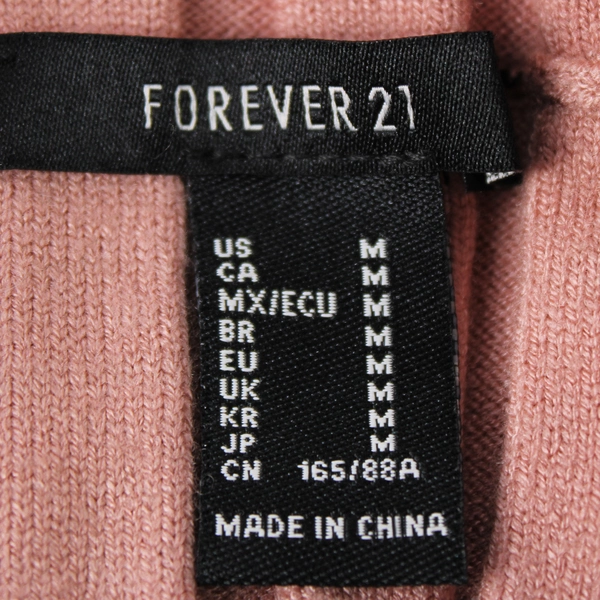 FOREVER 21
US M
CA M
MX/ECU M
BR M
EU M
UK M
KR M
JP M
CN 165/88A
MADE IN CHINA